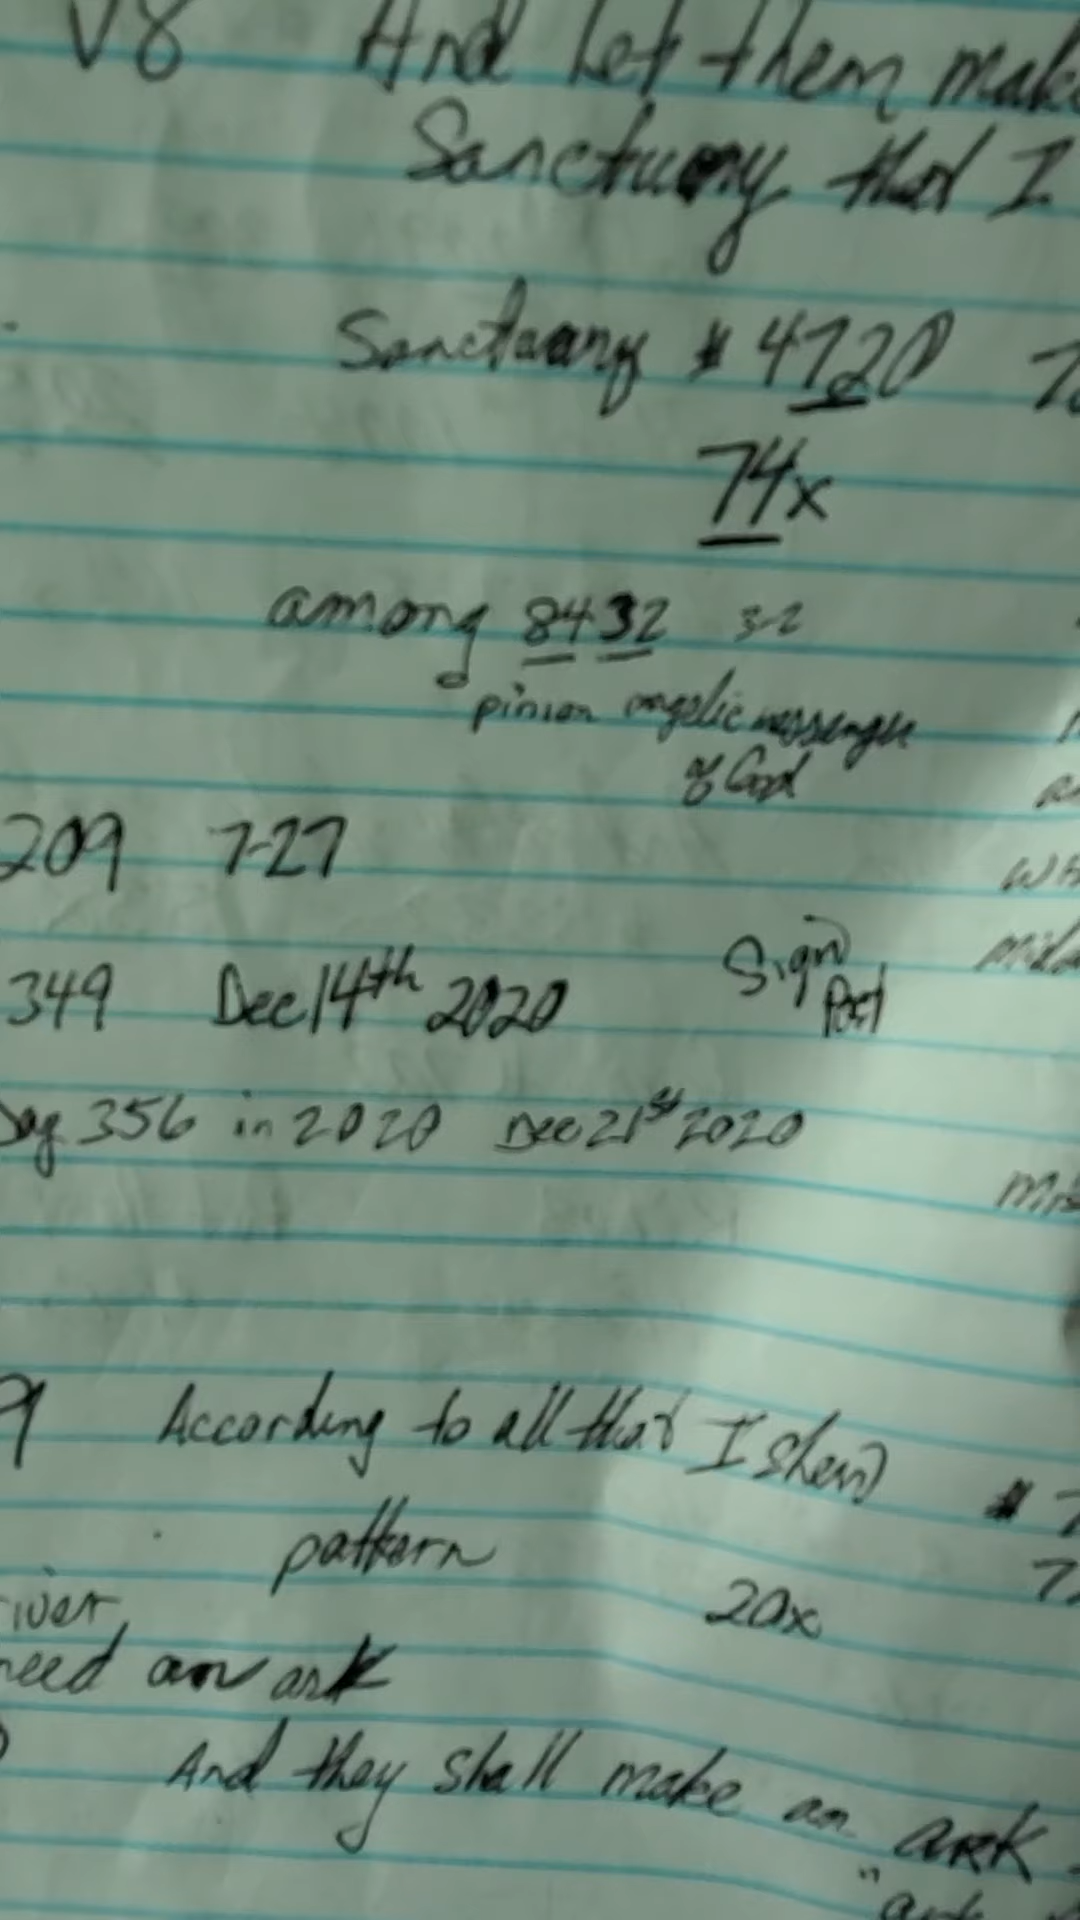 V8 And let them make
Sanctuary that I
Sanctuary # 4720
74x
among 8432 3-2
pinion angelic messenger
of God
209 7-27
349 Dec 14th 2020 Sign
Post
Day 356 in 2020 Dec 21st 2020
9 According to all that I shew
pattern
20x
need an ark
And they shall make an ark